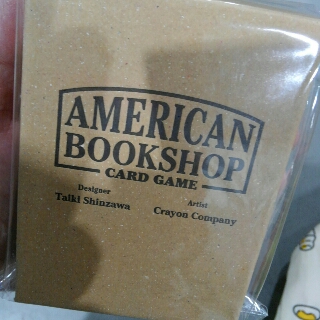 AMERICAN
BOOKSHOP
CARD GAME
Designer
Taiki Shinzawa
Artist
Crayon Company